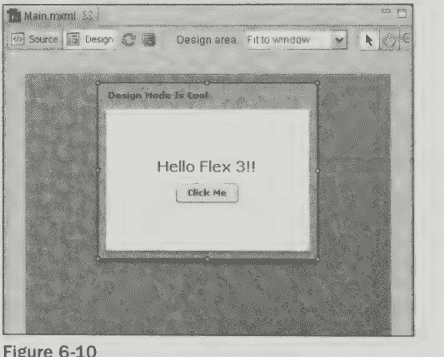 Main.mxml
Source Design Design area: Fit to window
Design Mode Is Cool
Hello Flex 3!!
Click Me
Figure 6-10